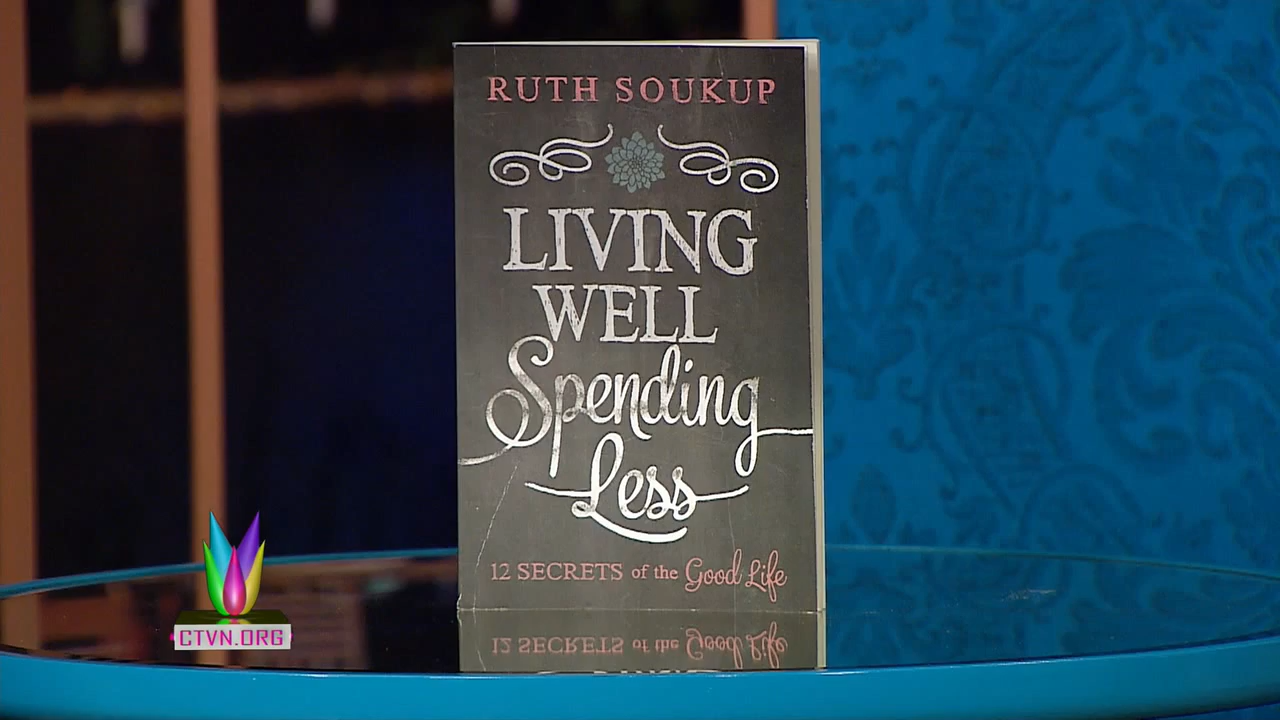 RUTH SOUKUP
LIVING
WELL
Spending
Less
12 SECRETS of the Good Life
12 SECRETS of the Good Life
CTVN.ORG